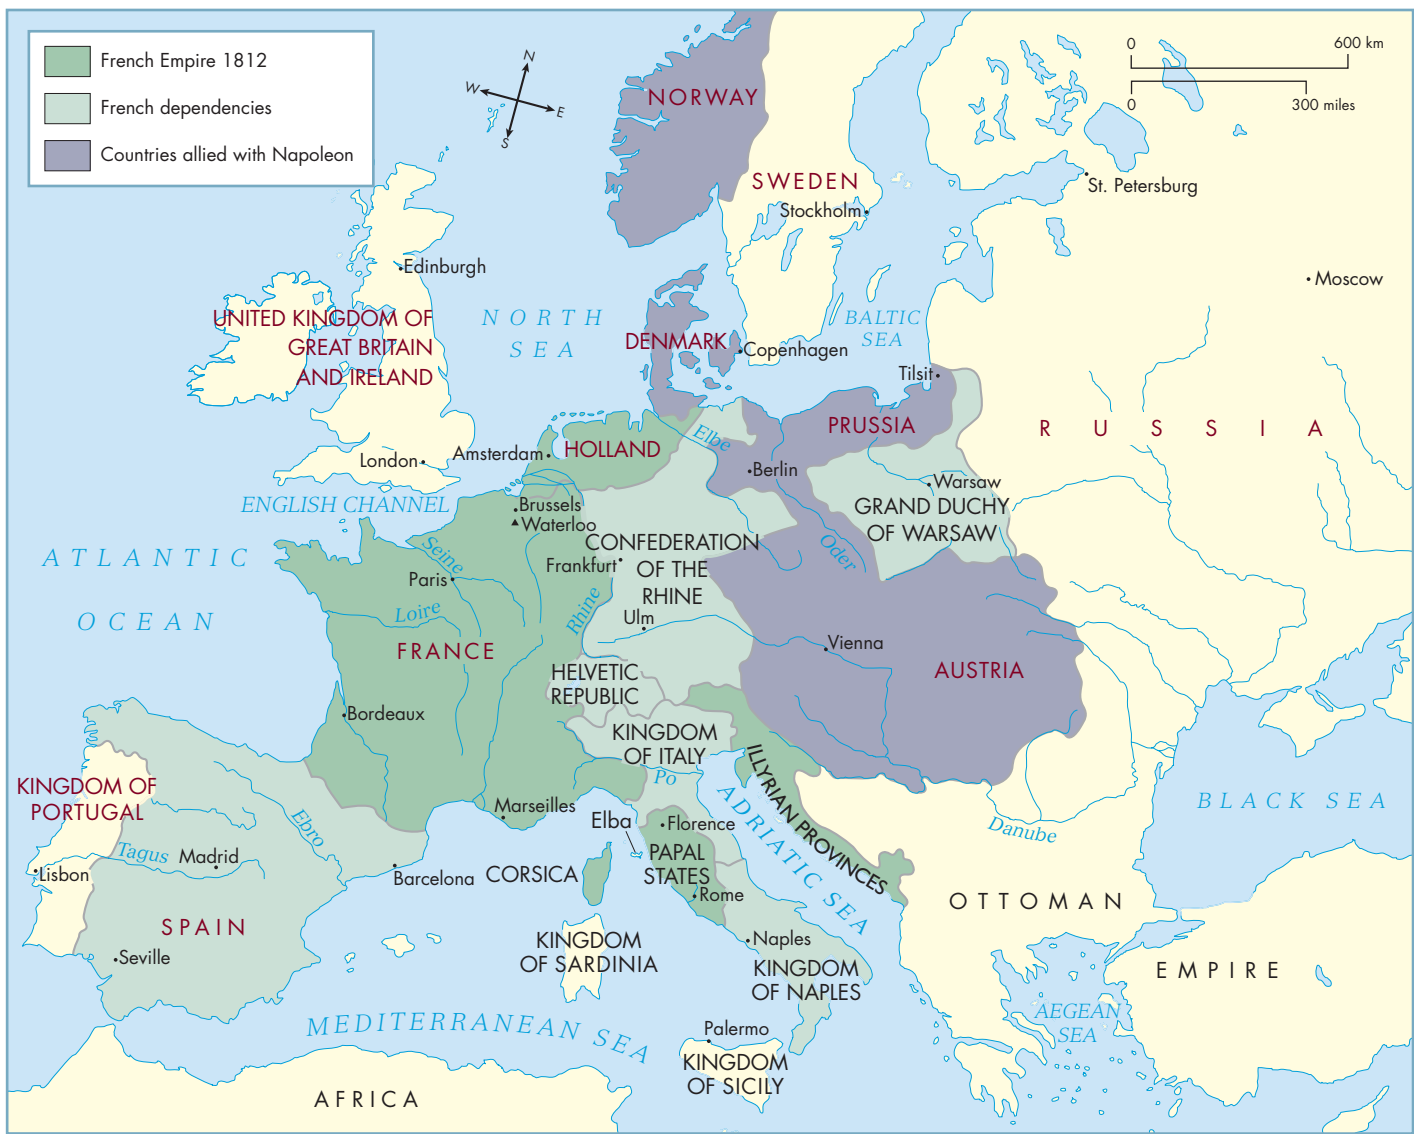 French Empire 1812
French dependencies
Countries allied with Napoleon
N
W
E
S
0
600 km
0
300 miles
NORWAY
SWEDEN
Stockholm
St. Petersburg
Moscow
Edinburgh
UNITED KINGDOM OF
GREAT BRITAIN
AND IRELAND
NORTH
SEA
DENMARK
Copenhagen
BALTIC
SEA
Tilsit
PRUSSIA
RUSSIA
London
Amsterdam
HOLLAND
Elbe
Berlin
Warsaw
GRAND DUCHY
OF WARSAW
ENGLISH CHANNEL
Brussels
Waterloo
ATLANTIC
OCEAN
Seine
Paris
Loire
FRANCE
Frankfurt
CONFEDERATION
OF THE
RHINE
Oder
Rhine
Ulm
Vienna
AUSTRIA
HELVETIC
REPUBLIC
Bordeaux
KINGDOM
OF ITALY
Po
ILLYRIAN PROVINCES
KINGDOM OF
PORTUGAL
Ebro
Marseilles
Elba
Florence
ADRIATIC SEA
Danube
BLACK SEA
Tagus
Madrid
Lisbon
Barcelona
CORSICA
PAPAL
STATES
Rome
OTTOMAN
EMPIRE
SPAIN
Seville
KINGDOM
OF SARDINIA
Naples
KINGDOM
OF NAPLES
MEDITERRANEAN SEA
AEGEAN
SEA
Palermo
KINGDOM
OF SICILY
AFRICA